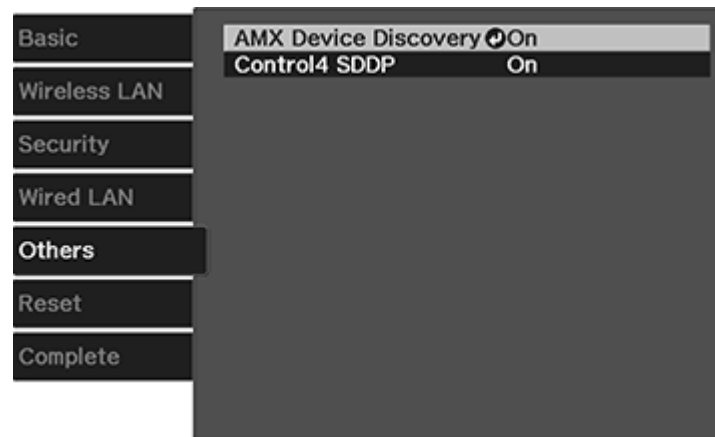 Basic
Wireless LAN
Security
Wired LAN
Others
Reset
Complete
AMX Device Discovery On
Control4 SDDP On